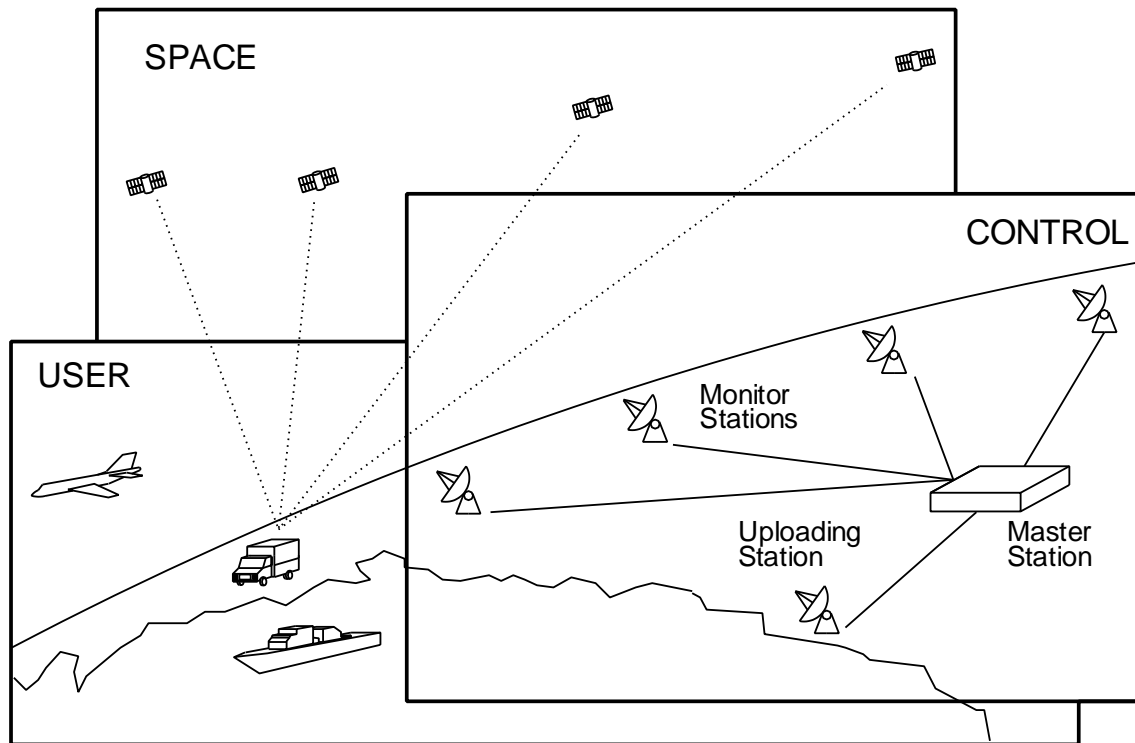 SPACE
CONTROL
USER
Monitor
Stations
Uploading
Station
Master
Station